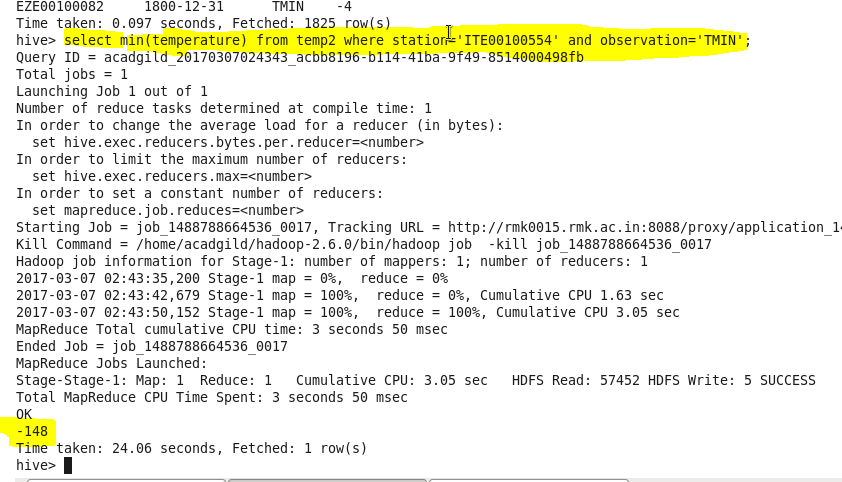 EZE00100082     1800-12-31      TMIN    -4
Time taken: 0.097 seconds, Fetched: 1825 row(s)
hive> select min(temperature) from temp2 where station='ITE00100554' and observation='TMIN';
Query ID = acadgild_20170307024343_acbb8196-b114-41ba-9f49-8514000498fb
Total jobs = 1
Launching Job 1 out of 1
Number of reduce tasks determined at compile time: 1
In order to change the average load for a reducer (in bytes):
  set hive.exec.reducers.bytes.per.reducer=<number>
In order to limit the maximum number of reducers:
  set hive.exec.reducers.max=<number>
In order to set a constant number of reducers:
  set mapreduce.job.reduces=<number>
Starting Job = job_1488788664536_0017, Tracking URL = http://rmk0015.rmk.ac.in:8088/proxy/application_14
Kill Command = /home/acadgild/hadoop-2.6.0/bin/hadoop job  -kill job_1488788664536_0017
Hadoop job information for Stage-1: number of mappers: 1; number of reducers: 1
2017-03-07 02:43:35,200 Stage-1 map = 0%,  reduce = 0%
2017-03-07 02:43:42,679 Stage-1 map = 100%,  reduce = 0%, Cumulative CPU 1.63 sec
2017-03-07 02:43:50,152 Stage-1 map = 100%,  reduce = 100%, Cumulative CPU 3.05 sec
MapReduce Total cumulative CPU time: 3 seconds 50 msec
Ended Job = job_1488788664536_0017
MapReduce Jobs Launched:
Stage-Stage-1: Map: 1  Reduce: 1   Cumulative CPU: 3.05 sec   HDFS Read: 57452 HDFS Write: 5 SUCCESS
Total MapReduce CPU Time Spent: 3 seconds 50 msec
OK
-148
Time taken: 24.06 seconds, Fetched: 1 row(s)
hive>